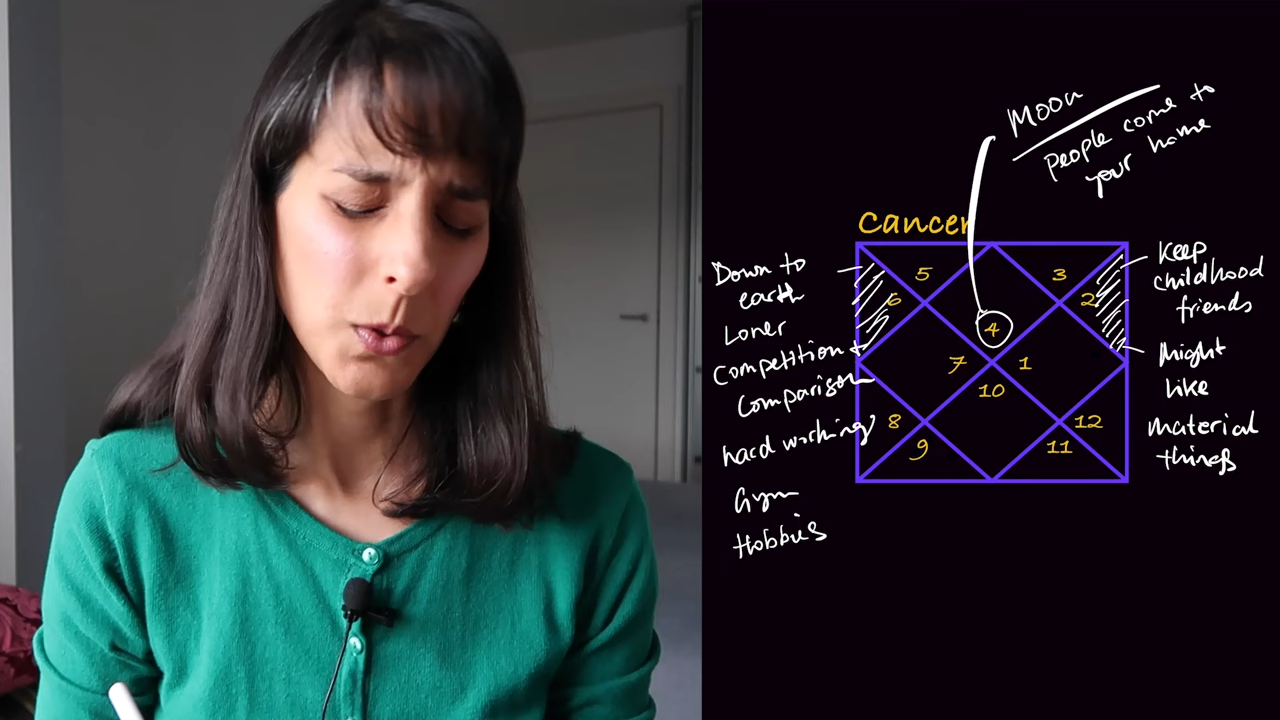 Moon
People come to
your home
Cancer
Down to
earth
Loner
Competition +
Comparison
hard working
Gym
Hobbies
5
3
6
2
4
7
1
10
8
12
9
11
Keep
childhood
friends
Might
like
material
things